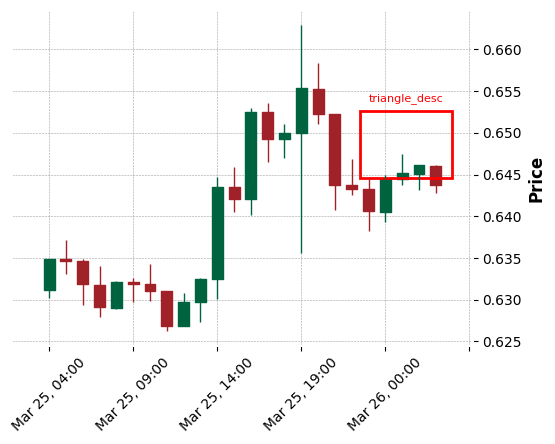 0.660
0.655
triangle_desc
0.650
0.645
0.640
0.635
0.630
0.625
Price
Mar 25, 04:00
Mar 25, 09:00
Mar 25, 14:00
Mar 25, 19:00
Mar 26, 00:00